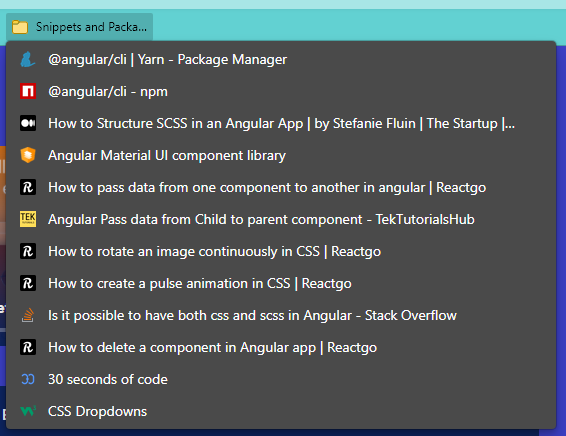 Snippets and Packa...
@angular/cli | Yarn - Package Manager
@angular/cli - npm
How to Structure SCSS in an Angular App | by Stefanie Fluin | The Startup |...
Angular Material UI component library
How to pass data from one component to another in angular | Reactgo
TEK
Angular Pass data from Child to parent component - TekTutorialsHub
How to rotate an image continuously in CSS | Reactgo
How to create a pulse animation in CSS | Reactgo
Is it possible to have both css and scss in Angular - Stack Overflow
How to delete a component in Angular app | Reactgo
30 seconds of code
CSS Dropdowns